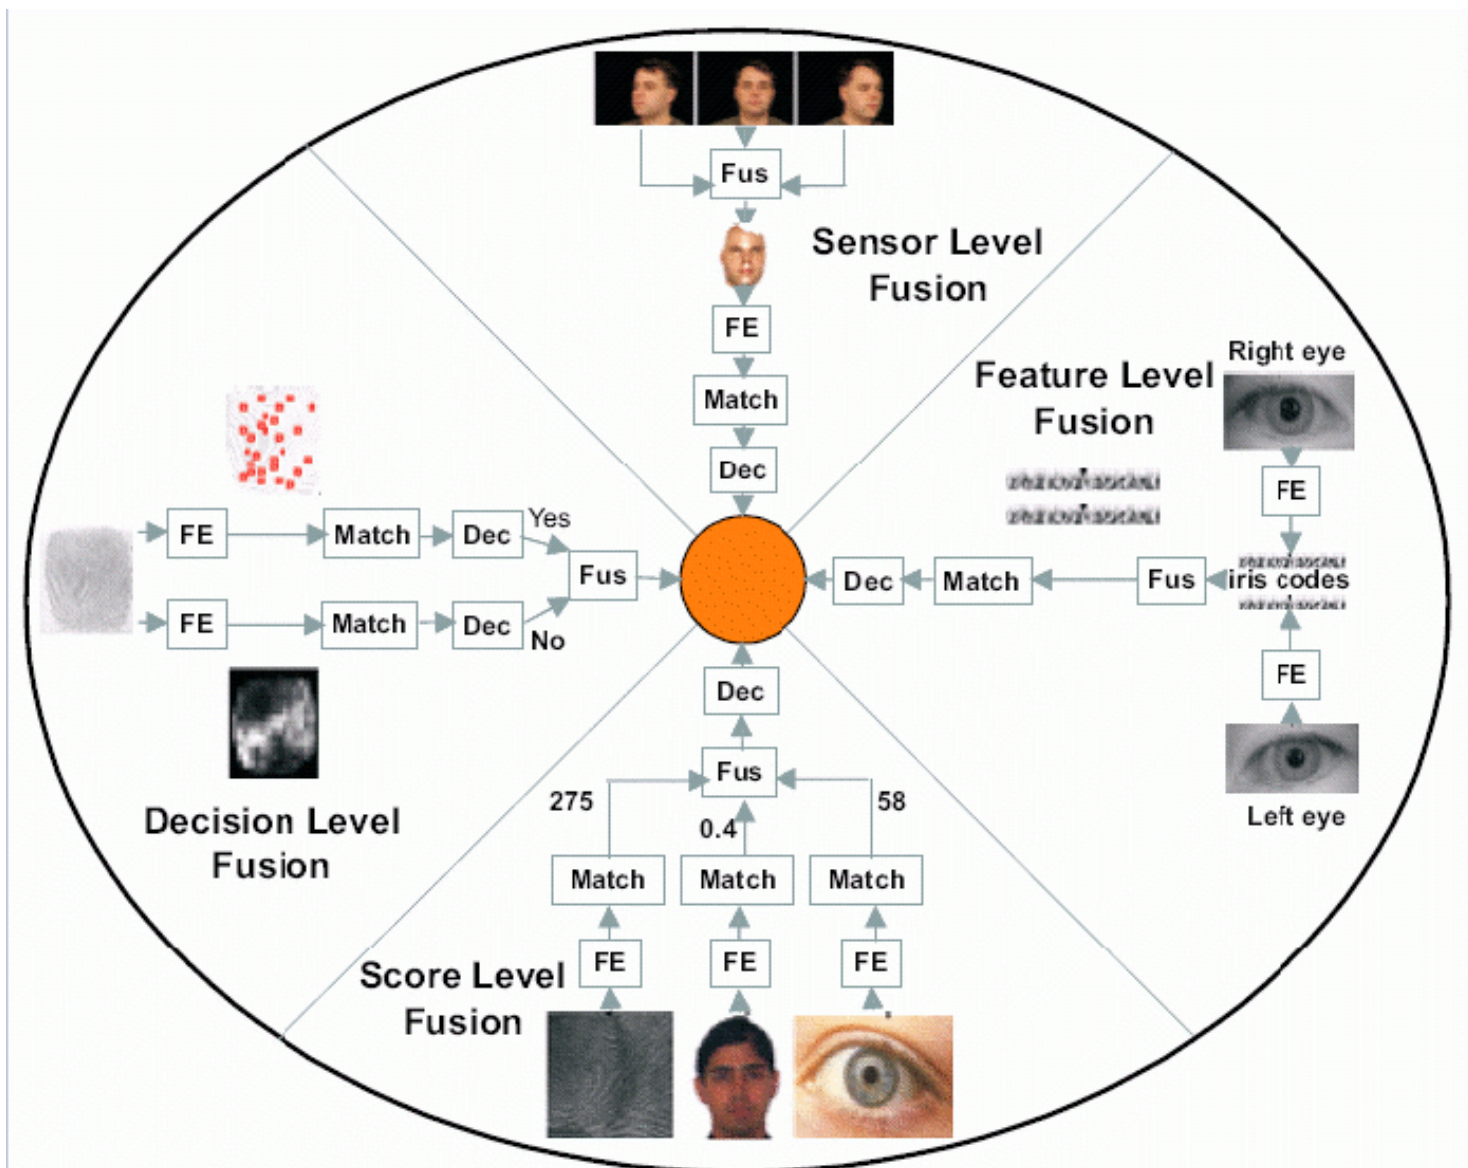 Fus
Sensor Level
Fusion
FE
Match
Dec
Feature Level
Fusion
Right eye
FE
iris codes
Fus
Match
Dec
FE
Left eye
FE
Match
Dec
Yes
Fus
FE
Match
Dec
No
Decision Level
Fusion
Dec
Fus
275
0.4
58
Match
Match
Match
FE
FE
FE
Score Level
Fusion